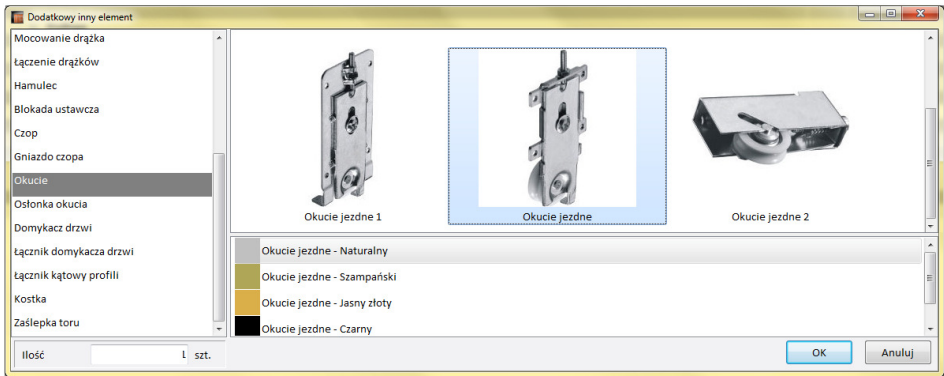 Dodatkowy inny element
Mocowanie drążka
Łączenie drążków
Hamulec
Blokada ustawcza
Czop
Gniazdo czopa
Okucie
Osłonka okucia
Domykacz drzwi
Łącznik domykacza drzwi
Łącznik kątowy profili
Kostka
Zaślepka toru
Ilość 1 szt.
Okucie jezdne 1
Okucie jezdne
Okucie jezdne 2
Okucie jezdne - Naturalny
Okucie jezdne - Szampański
Okucie jezdne - Jasny złoty
Okucie jezdne - Czarny
OK
Anuluj